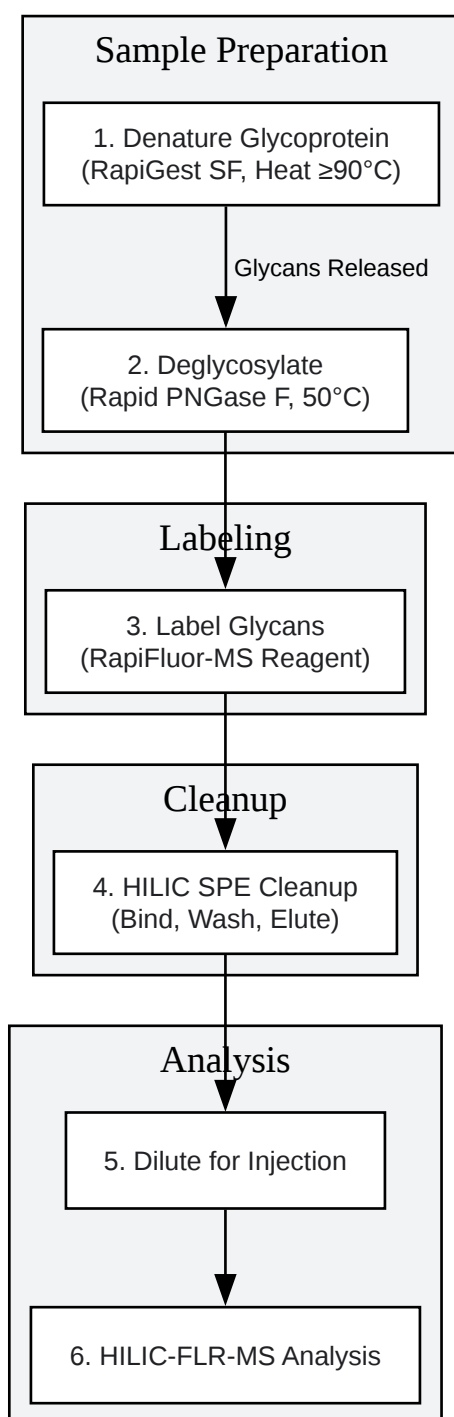 Sample Preparation
1. Denature Glycoprotein
(RapiGest SF, Heat ≥90°C)
Glycans Released
2. Deglycosylate
(Rapid PNGase F, 50°C)
Labeling
3. Label Glycans
(RapiFluor-MS Reagent)
Cleanup
4. HILIC SPE Cleanup
(Bind, Wash, Elute)
Analysis
5. Dilute for Injection
6. HILIC-FLR-MS Analysis